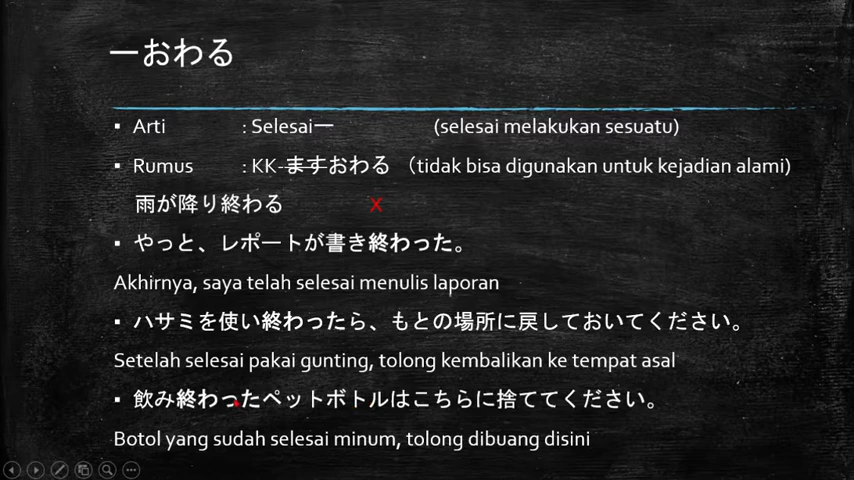 ーおわる
▪ Arti : Selesaiー (selesai melakukan sesuatu)
▪ Rumus : KK-ますおわる (tidak bisa digunakan untuk kejadian alami)
雨が降り終わる X
▪ やっと、レポートが書き終わった。
Akhirnya, saya telah selesai menulis laporan
▪ ハサミを使い終わったら、もとの場所に戻しておいてください。
Setelah selesai pakai gunting, tolong kembalikan ke tempat asal
▪ 飲み終わったペットボトルはこちらに捨ててください。
Botol yang sudah selesai minum, tolong dibuang disini